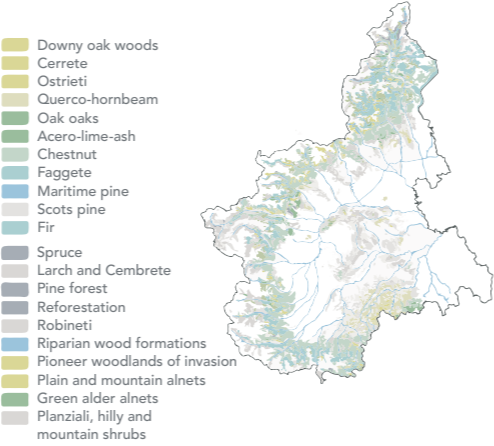 Downy oak woods
Cerrete
Ostrieti
Querco-hornbeam
Oak oaks
Acero-lime-ash
Chestnut
Faggete
Maritime pine
Scots pine
Fir
Spruce
Larch and Cembrete
Pine forest
Reforestation
Robineti
Riparian wood formations
Pioneer woodlands of invasion
Plain and mountain alnets
Green alder alnets
Planziali, hilly and
mountain shrubs